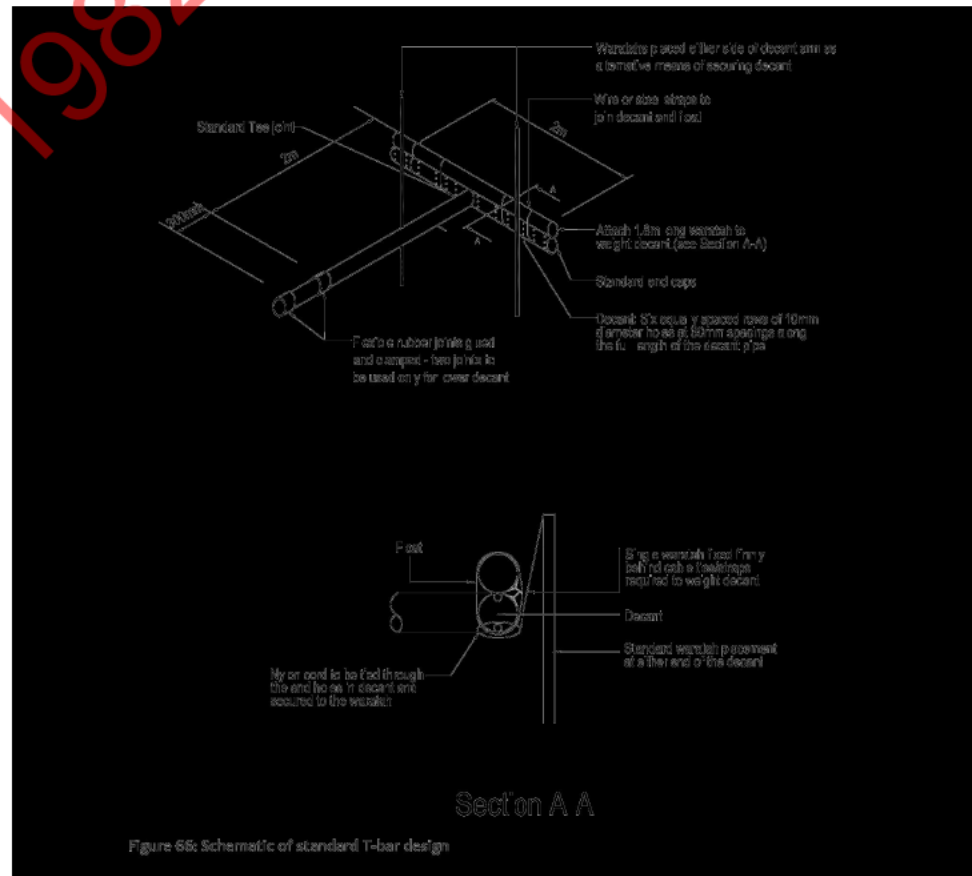 1982
Waratahs placed either side of decant arm as
alternative means of securing decant
Wire or steel straps to
join decant and float
Standard Tee joint
2m
2m
300mm
A
A
Attach 1.8m long waratah to
weight decant (see Section A-A)
Standard end caps
Decant: Six equally spaced rows of 10mm
diameter holes at 60mm spacings along
the full length of the decant pipe
Flexible rubber joints glued
and clamped - two joints to
be used only for lower decant
Float
Single waratah fixed firmly
behind cable ties/straps
required to weight decant
Decant
Standard waratah placement
at either end of the decant
Nylon cord to be tied through
the end holes in decant and
secured to the waratah
Section A A
Figure 66: Schematic of standard T-bar design